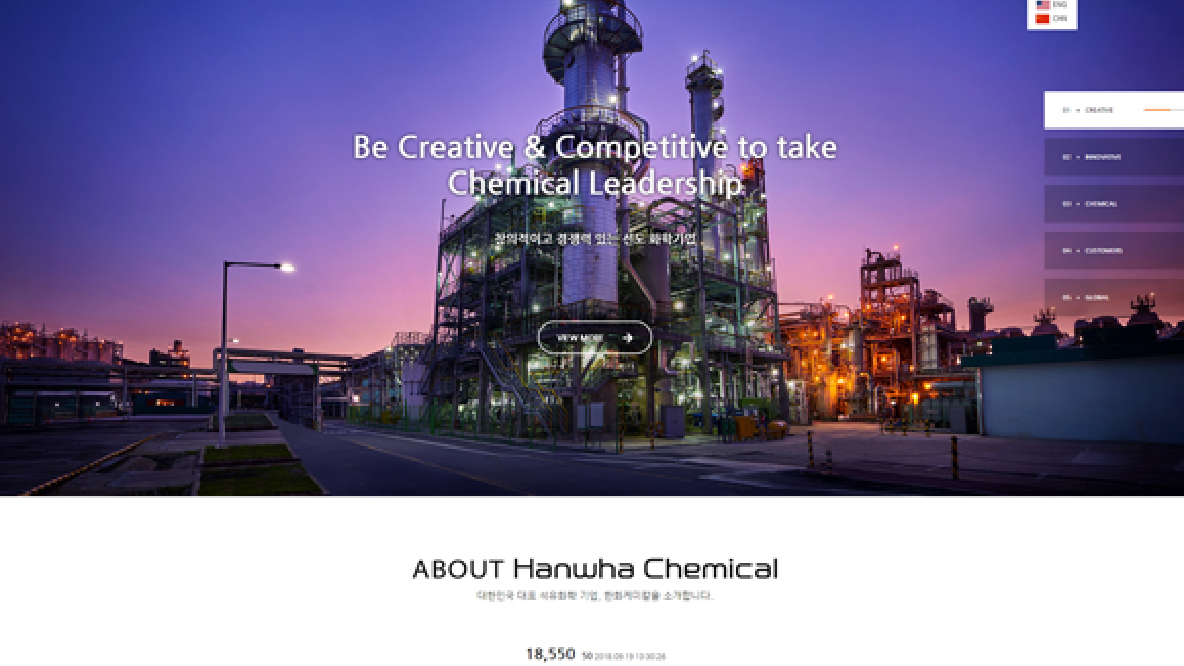 ENG
CHN
01 • CREATIVE
02 • INNOVATIVE
03 • CHEMICAL
04 • CUSTOMERS
05 • GLOBAL
Be Creative & Competitive to take
Chemical Leadership
창의적이고 경쟁력 있는 선도 화학기업
VIEW MORE
ABOUT Hanwha Chemical
대한민국 대표 석유화학 기업, 한화케미칼을 소개합니다.
18,550 50 2018.09.19 13:30:26